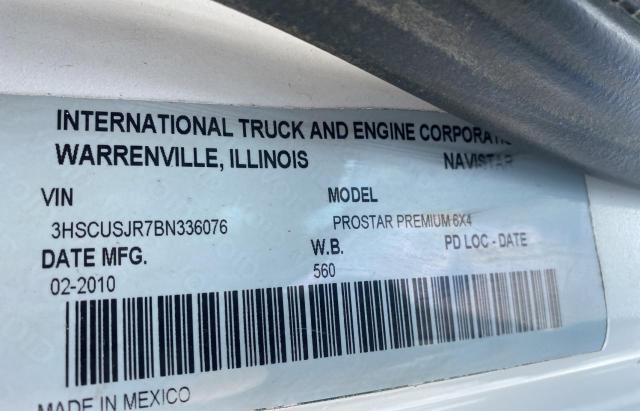 INTERNATIONAL TRUCK AND ENGINE CORPORATI
WARRENVILLE, ILLINOIS NAVISTAR
VIN MODEL
3HSCUSJR7BN336076 PROSTAR PREMIUM 6X4
DATE MFG. W.B. PD LOC - DATE
02-2010 560
MADE IN MEXICO